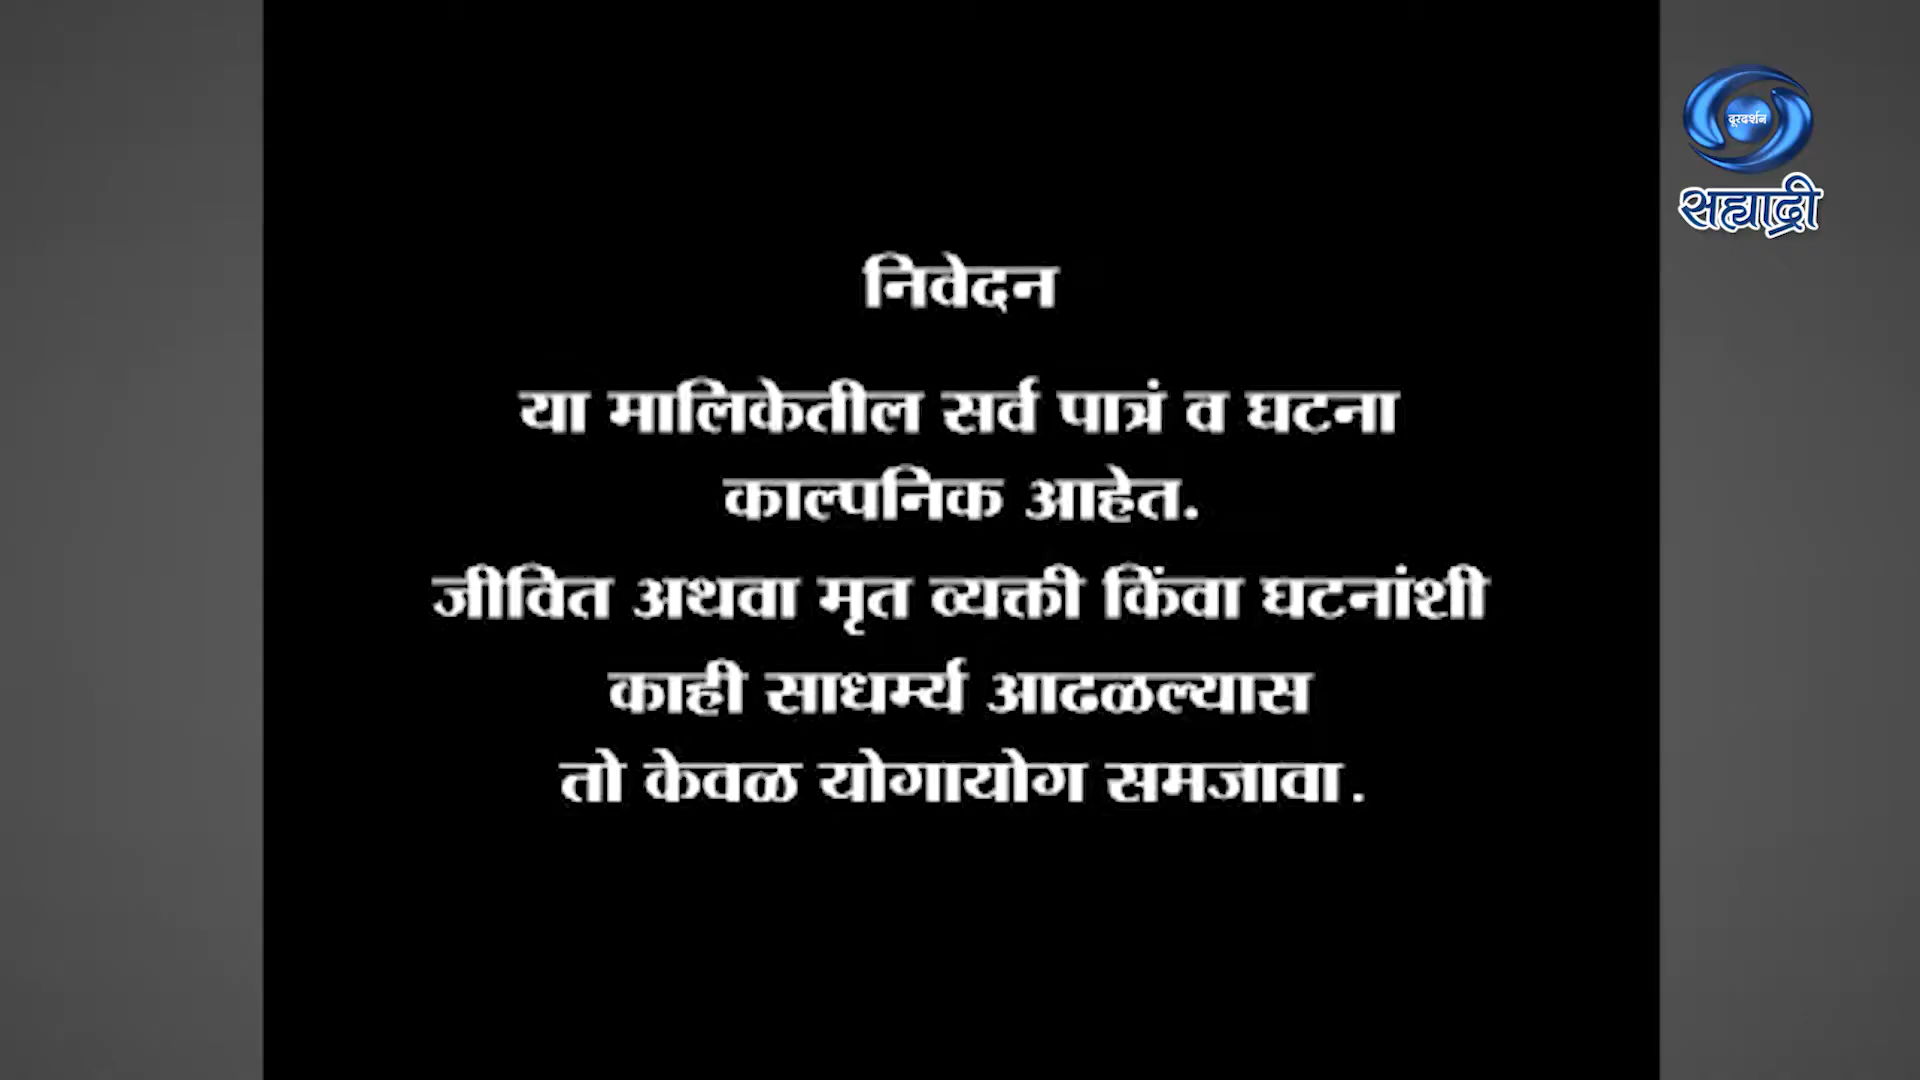 दूरदर्शन
सह्याद्री
निवेदन
या मालिकेतील सर्व पात्रं व घटना
काल्पनिक आहेत.
जीवित अथवा मृत व्यक्ती किंवा घटनांशी
काही साधर्म्य आढळल्यास
तो केवळ योगायोग समजावा.